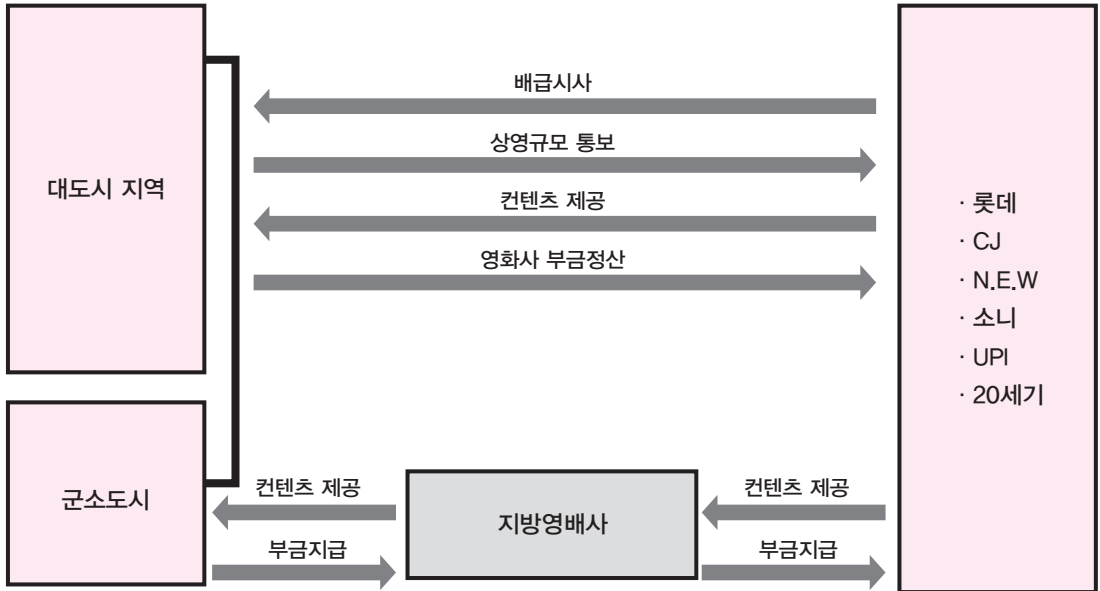 배급시사
상영규모 통보
컨텐츠 제공
영화사 부금정산
대도시 지역
· 롯데
· CJ
· N.E.W
· 소니
· UPI
· 20세기
군소도시
컨텐츠 제공
부금지급
지방영배사
컨텐츠 제공
부금지급